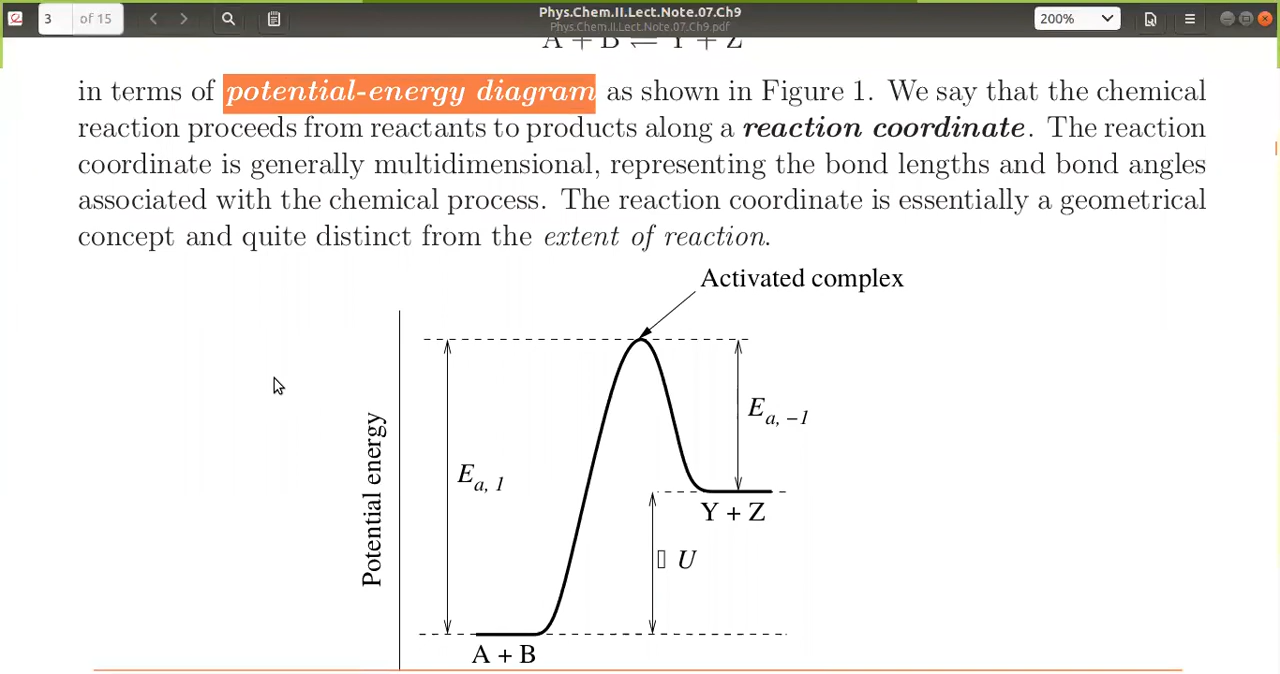 3 of 15
Phys.Chem.II.Lect.Note.07.Ch9
Phys.Chem.II.Lect.Note.07.Ch9.pdf
200%
A + B ⇌ Y + Z
in terms of potential-energy diagram as shown in Figure 1. We say that the chemical
reaction proceeds from reactants to products along a reaction coordinate. The reaction
coordinate is generally multidimensional, representing the bond lengths and bond angles
associated with the chemical process. The reaction coordinate is essentially a geometrical
concept and quite distinct from the extent of reaction.
Activated complex
E a, −1
E a, 1
Potential energy
Y + Z
▯ U
A + B